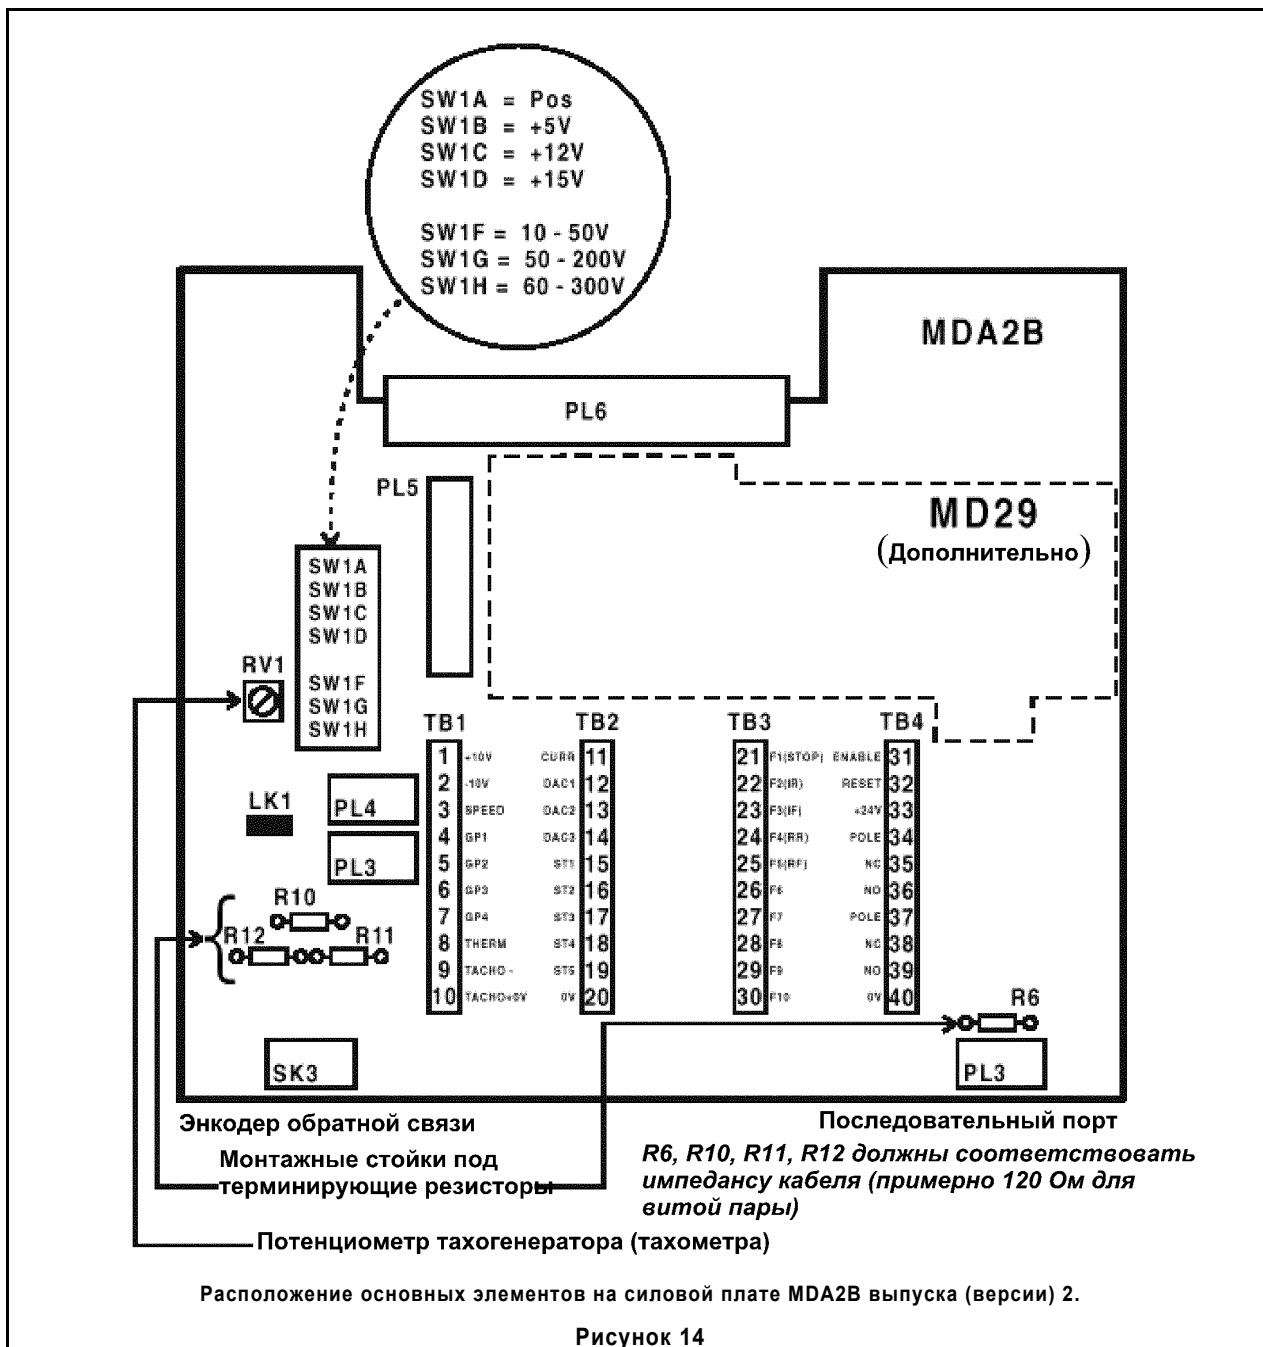 SW1A = Pos
SW1B = +5V
SW1C = +12V
SW1D = +15V
SW1F = 10 - 50V
SW1G = 50 - 200V
SW1H = 60 - 300V
MDA2B
PL6
PL5
MD29
(Дополнительно)
SW1A
SW1B
SW1C
SW1D
SW1F
SW1G
SW1H
RV1
LK1
PL4
PL3
R10
R12
R11
TB1
1 +10V
2 -10V
3 SPEED
4 GP1
5 GP2
6 GP3
7 GP4
8 THERM
9 TACHO -
10 TACHO+0V
TB2
CURR 11
DAC1 12
DAC2 13
DAC3 14
ST1 15
ST2 16
ST3 17
ST4 18
ST5 19
0V 20
TB3
21 F1(STOP)
22 F2(IR)
23 F3(IF)
24 F4(RR)
25 F5(RF)
26 F6
27 F7
28 F8
29 F9
30 F10
TB4
ENABLE 31
RESET 32
+24V 33
POLE 34
NC 35
NO 36
POLE 37
NC 38
NO 39
0V 40
R6
PL3
SK3
Энкодер обратной связи
Последовательный порт
Монтажные стойки под
терминирующие резисторы
R6, R10, R11, R12 должны соответствовать
импедансу кабеля (примерно 120 Ом для
витой пары)
Потенциометр тахогенератора (тахометра)
Расположение основных элементов на силовой плате MDA2B выпуска (версии) 2.
Рисунок 14